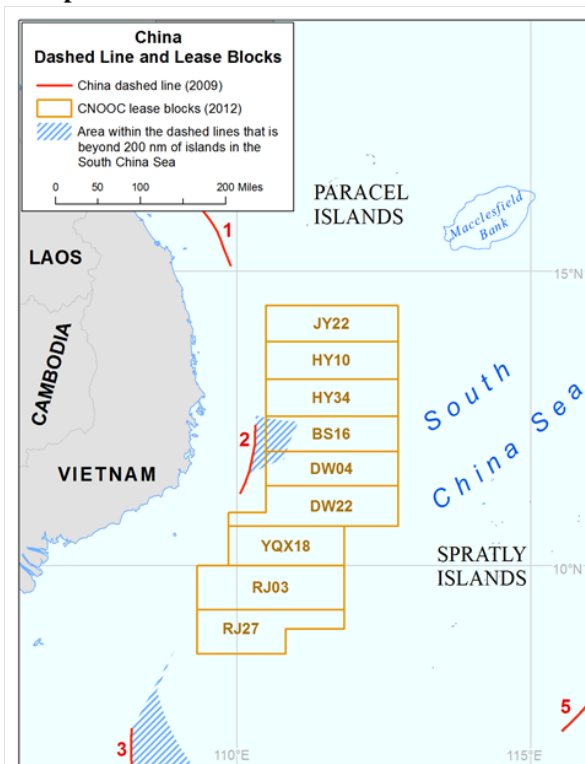 China
Dashed Line and Lease Blocks
China dashed line (2009)
CNOOC lease blocks (2012)
Area within the dashed lines that is
beyond 200 nm of islands in the
South China Sea
0 50 100 200 Miles
PARACEL
ISLANDS
Macclesfield
Bank
1
LAOS
15°N
CAMBODIA
JY22
HY10
HY34
South
China Sea
2
BS16
VIETNAM
DW04
DW22
YQX18
SPRATLY
ISLANDS
10°N
RJ03
RJ27
5
3
110°E
115°E